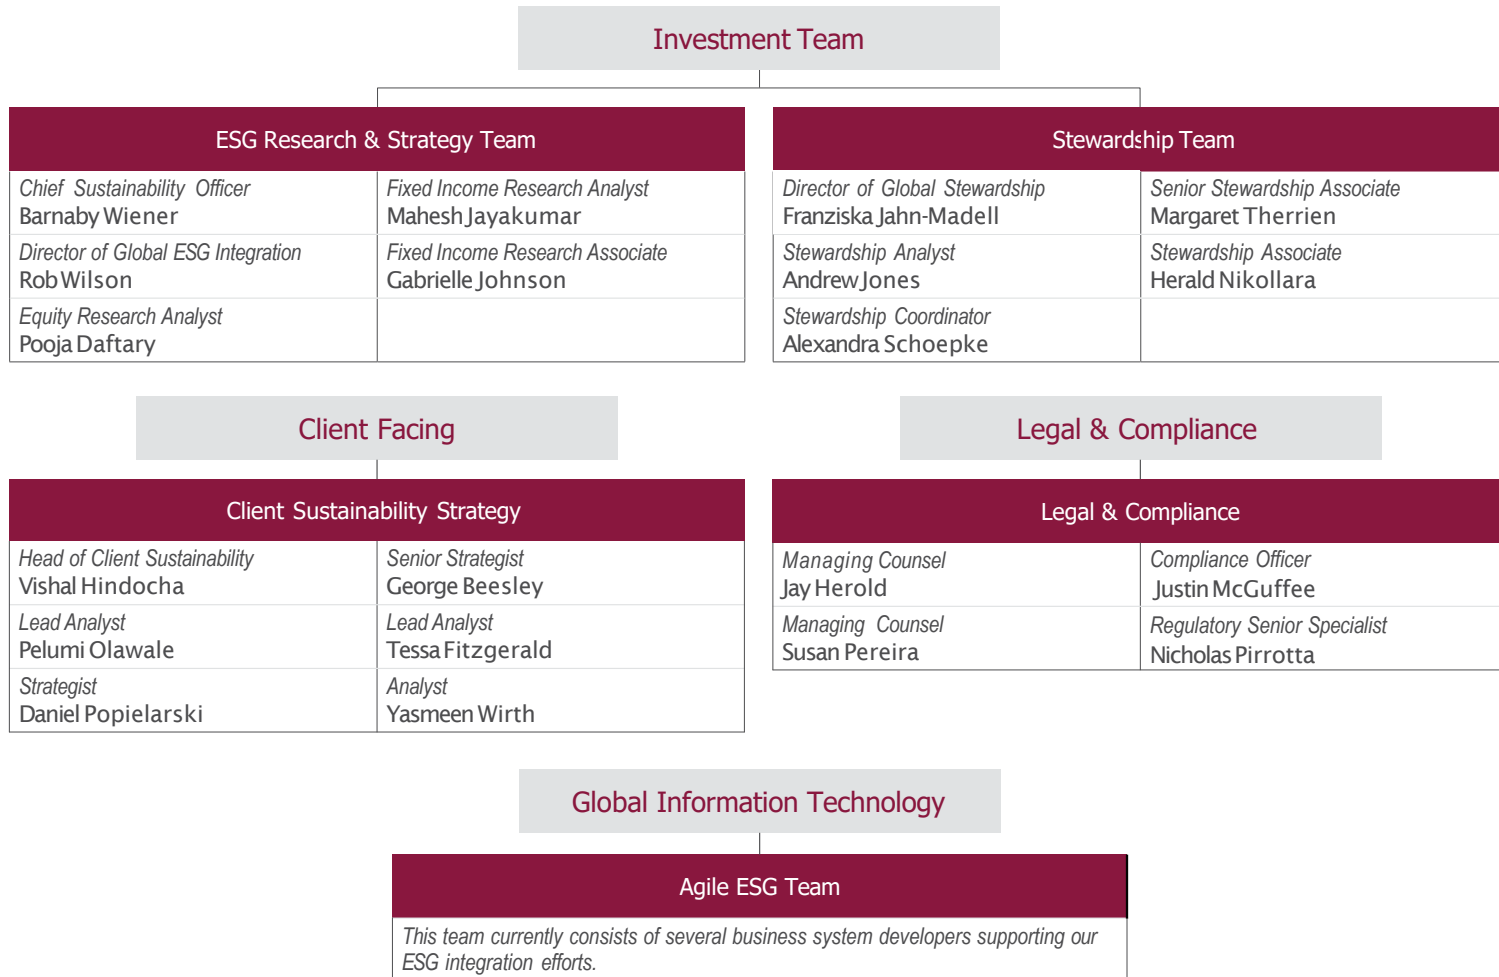 Investment Team
ESG Research & Strategy Team
Chief Sustainability Officer
Barnaby Wiener
Fixed Income Research Analyst
Mahesh Jayakumar
Director of Global ESG Integration
Rob Wilson
Fixed Income Research Associate
Gabrielle Johnson
Equity Research Analyst
Pooja Daftary
Stewardship Team
Director of Global Stewardship
Franziska Jahn-Madell
Senior Stewardship Associate
Margaret Therrien
Stewardship Analyst
Andrew Jones
Stewardship Associate
Herald Nikollara
Stewardship Coordinator
Alexandra Schoepke
Client Facing
Client Sustainability Strategy
Head of Client Sustainability
Vishal Hindocha
Senior Strategist
George Beesley
Lead Analyst
Pelumi Olawale
Lead Analyst
Tessa Fitzgerald
Strategist
Daniel Popielarski
Analyst
Yasmeen Wirth
Legal & Compliance
Legal & Compliance
Managing Counsel
Jay Herold
Compliance Officer
Justin McGuffee
Managing Counsel
Susan Pereira
Regulatory Senior Specialist
Nicholas Pirrotta
Global Information Technology
Agile ESG Team
This team currently consists of several business system developers supporting our
ESG integration efforts.